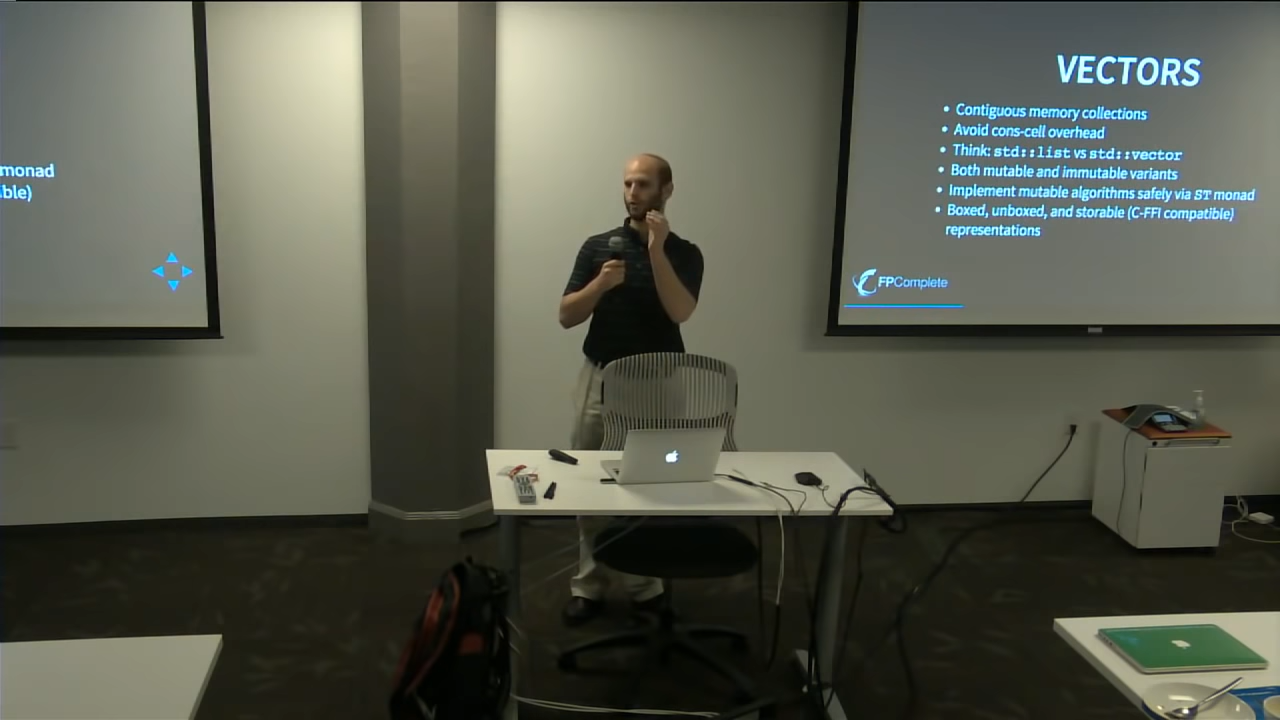 monad
ble)
VECTORS
• Contiguous memory collections
• Avoid cons-cell overhead
• Think: std::list vs std::vector
• Both mutable and immutable variants
• Implement mutable algorithms safely via ST monad
• Boxed, unboxed, and storable (C-FFI compatible)
representations
FPComplete